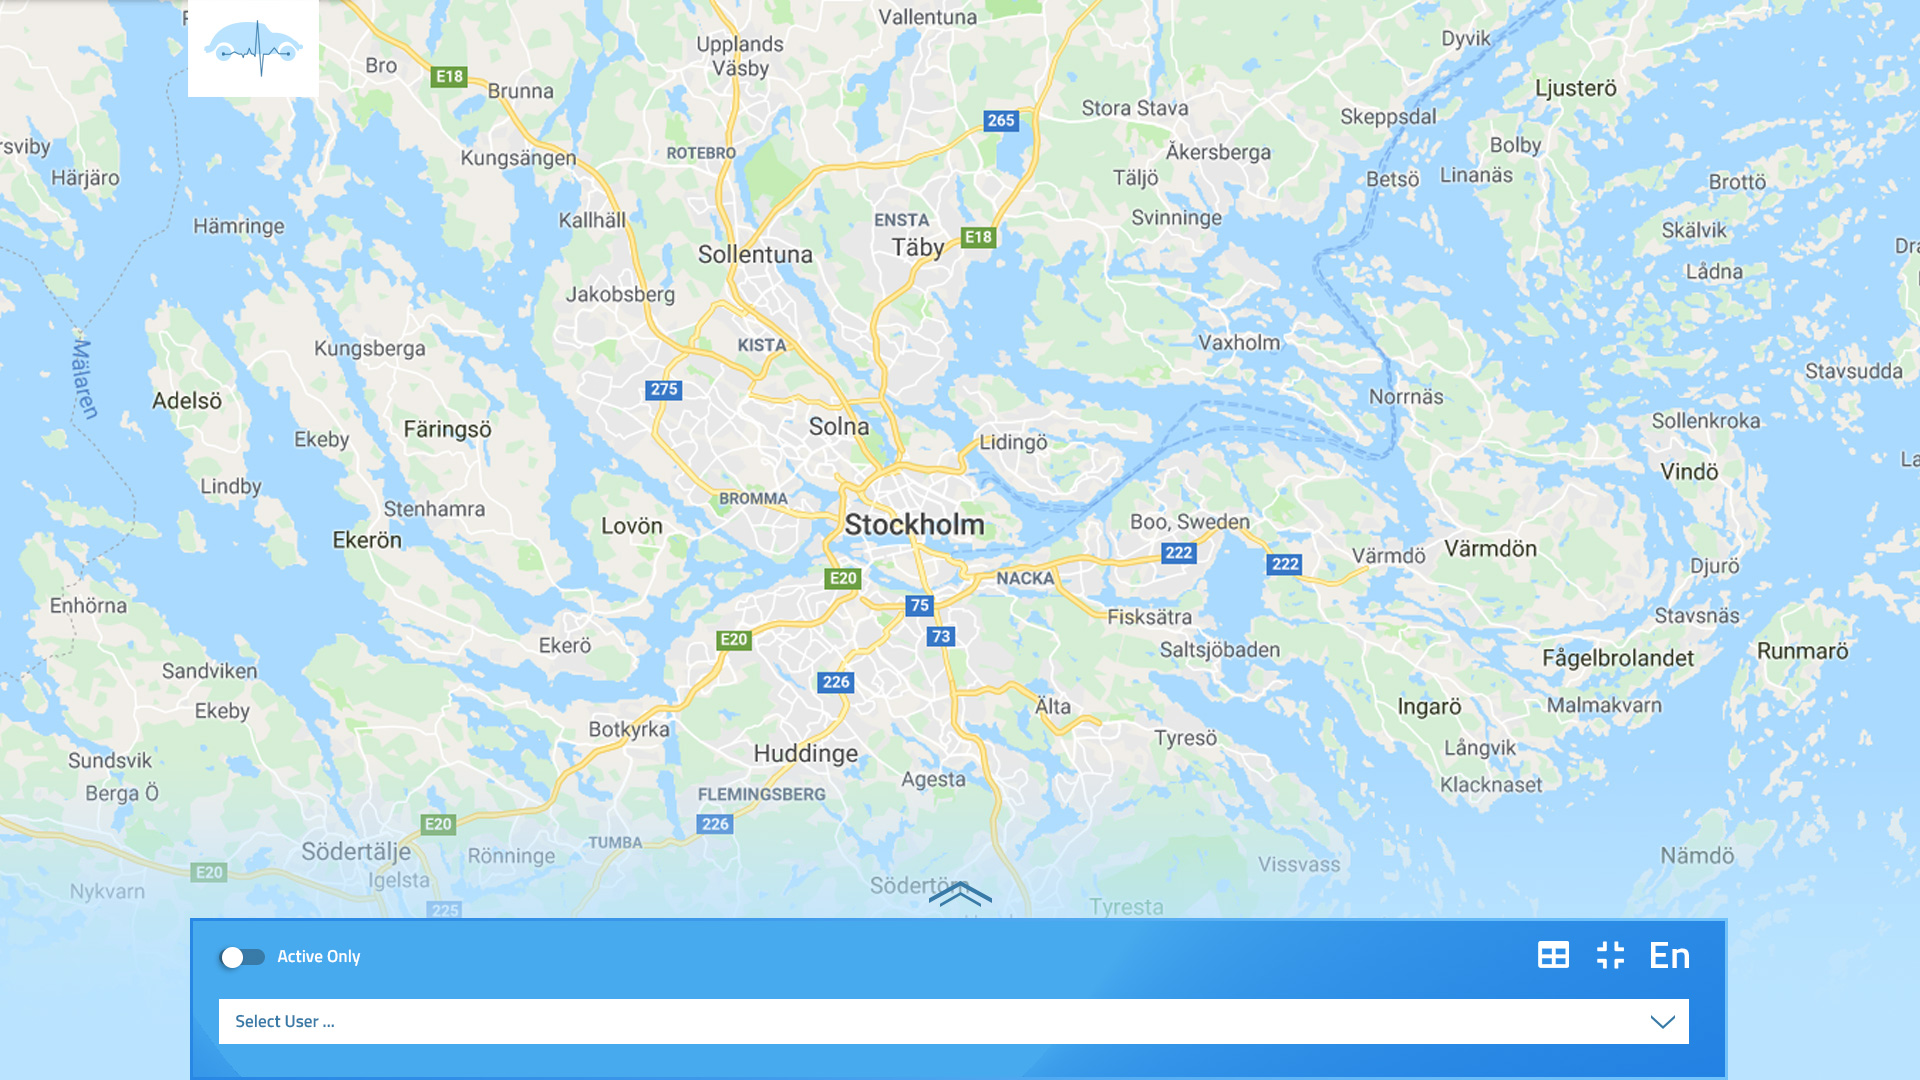 Vallentuna
Dyvik
Upplands
Väsby
Bro
E18
Brunna
Ljusterö
Stora Stava
Skeppsdal
265
Bolby
rsviby
Kungsängen
ROTEBRO
Åkersberga
Härjärö
Täljö
Betsö
Linanäs
Brottö
Hämringe
Kallhäll
ENSTA
Svinninge
Skälvik
Sollentuna
Täby
E18
Dra
Lådna
Jakobsberg
Kungsberga
KISTA
Vaxholm
Mälaren
Stavsudda
275
Adelsö
Norrnäs
Färingsö
Ekeby
Solna
Lidingö
Sollenkroka
La
Lindby
Vindö
Stenhamra
BROMMA
Lovön
Stockholm
Boo, Sweden
Ekerön
222
222
Värmdö
Värmdön
Djurö
E20
NACKA
Enhörna
75
Fisksätra
Stavsnäs
E20
73
Ekerö
Saltsjöbaden
Fågelbrolandet
Runmarö
Sandviken
226
Ekeby
Älta
Ingarö
Malmakvarn
Botkyrka
Tyresö
Långvik
Sundsvik
Huddinge
Agesta
Klacknaset
Berga Ö
FLEMINGSBERG
E20
226
TUMBA
Södertälje
Rönninge
Vissvass
Nämdö
E20
Igelsta
Nykvarn
Södertörn
225
Tyresta
Active Only
En
Select User ...